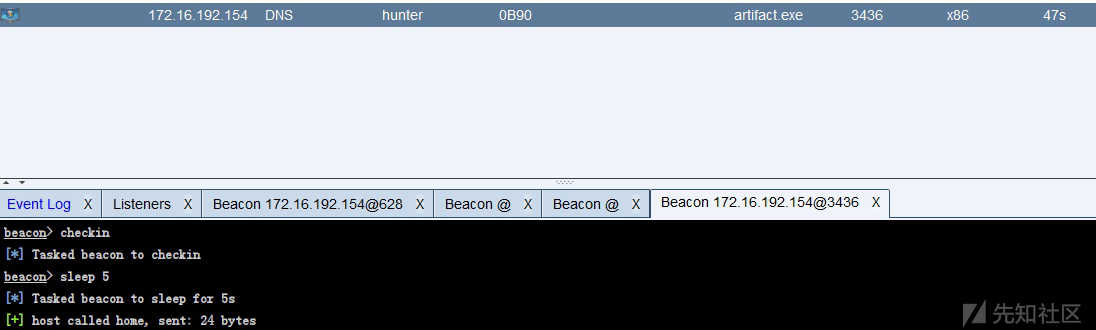 172.16.192.154 DNS hunter 0B90 artifact.exe 3436 x86 47s
Event Log X Listeners X Beacon 172.16.192.154@628 X Beacon @ X Beacon @ X Beacon 172.16.192.154@3436 X
beacon> checkin
[*] Tasked beacon to checkin
beacon> sleep 5
[*] Tasked beacon to sleep for 5s
[+] host called home, sent: 24 bytes
先知社区